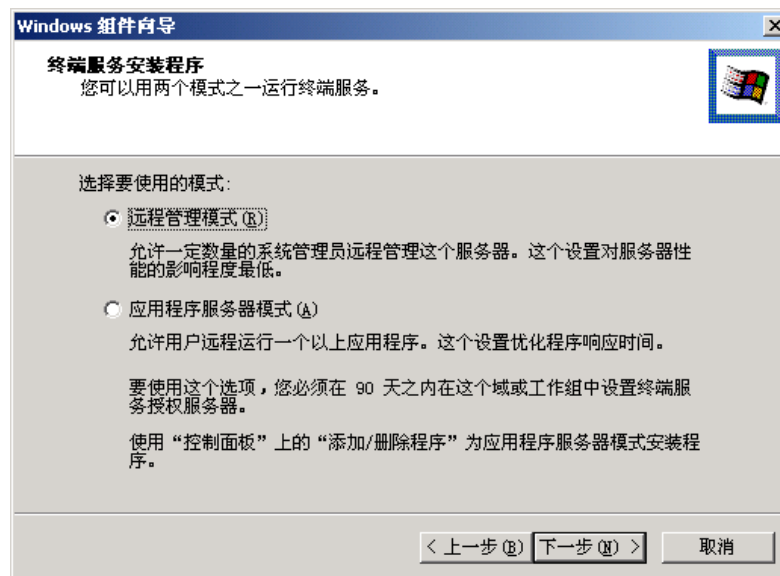 Windows 组件向导
终端服务安装程序
您可以用两个模式之一运行终端服务。
选择要使用的模式:
远程管理模式(R)
允许一定数量的系统管理员远程管理这个服务器。这个设置对服务器性
能的影响程度最低。
应用程序服务器模式(A)
允许用户远程运行一个以上应用程序。这个设置优化程序响应时间。
要使用这个选项，您必须在 90 天之内在这个域或工作组中设置终端服
务授权服务器。
使用“控制面板”上的“添加/删除程序”为应用程序服务器模式安装程
序。
< 上一步(B) 下一步(N) > 取消